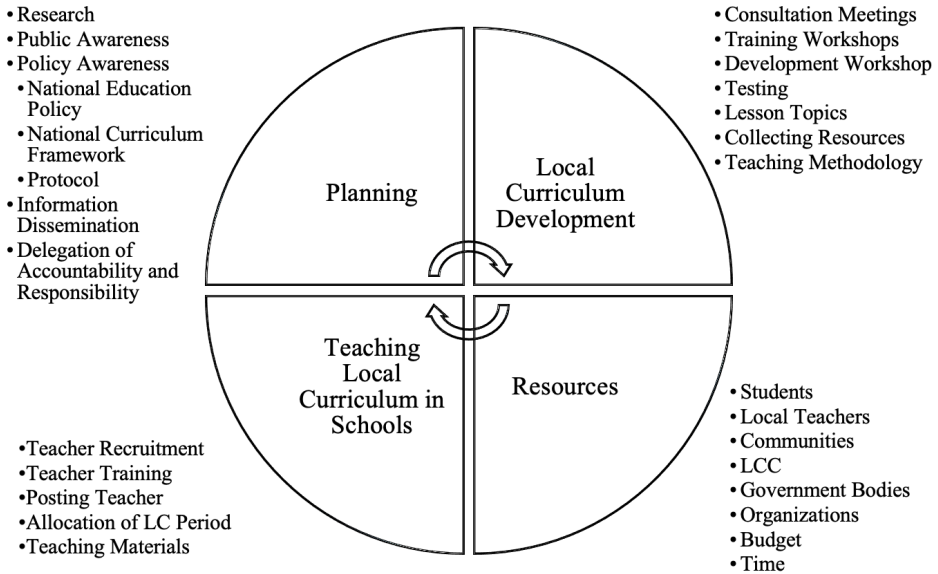 • Research
• Public Awareness
• Policy Awareness
• National Education
Policy
• National Curriculum
Framework
• Protocol
• Information
Dissemination
• Delegation of
Accountability and
Responsibility
Planning
• Consultation Meetings
• Training Workshops
• Development Workshop
• Testing
• Lesson Topics
• Collecting Resources
• Teaching Methodology
Local
Curriculum
Development
Teaching
Local
Curriculum in
Schools
•Teacher Recruitment
•Teacher Training
•Posting Teacher
•Allocation of LC Period
•Teaching Materials
Resources
• Students
• Local Teachers
• Communities
• LCC
• Government Bodies
• Organizations
• Budget
• Time